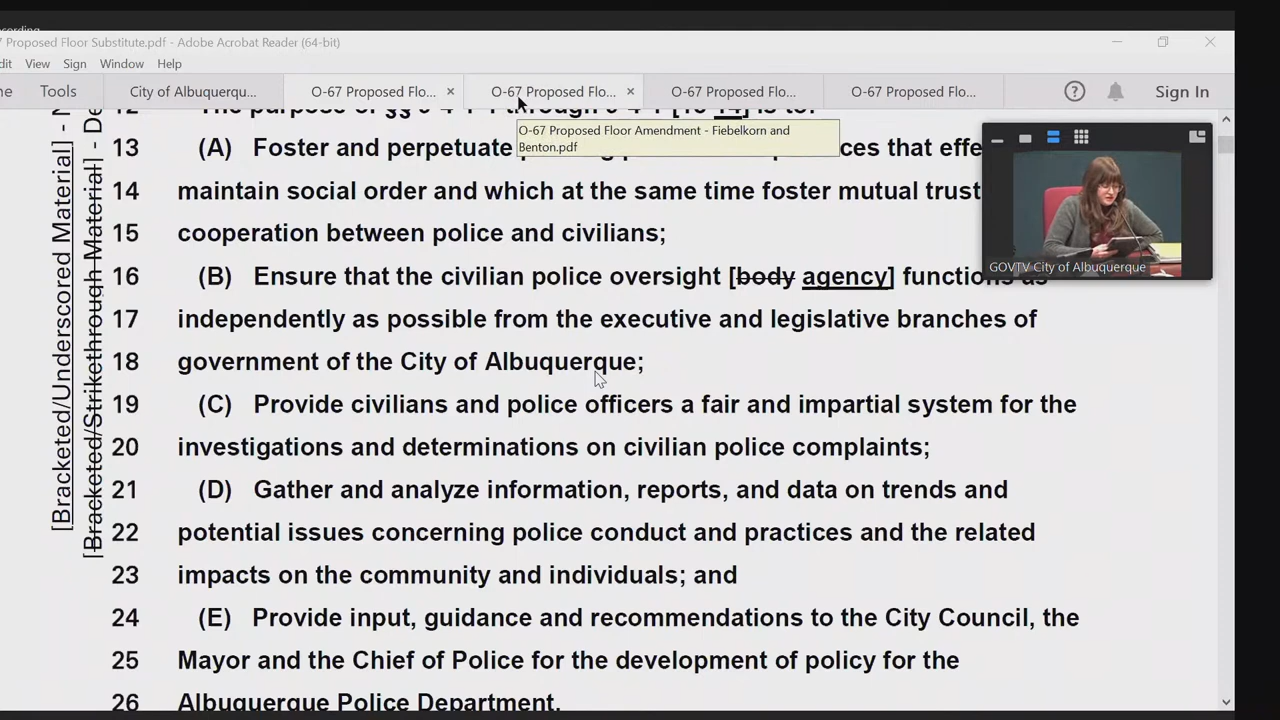 7 Proposed Floor Substitute.pdf - Adobe Acrobat Reader (64-bit)
dit View Sign Window Help
me Tools City of Albuquerqu... O-67 Proposed Flo... × O-67 Proposed Flo... × O-67 Proposed Flo... O-67 Proposed Flo... Sign In
O-67 Proposed Floor Amendment - Fiebelkorn and
Benton.pdf
13 (A) Foster and perpetuate
14 maintain social order and which at the same time foster mutual trust
15 cooperation between police and civilians;
16 (B) Ensure that the civilian police oversight [body agency] functions as
17 independently as possible from the executive and legislative branches of
18 government of the City of Albuquerque;
19 (C) Provide civilians and police officers a fair and impartial system for the
20 investigations and determinations on civilian police complaints;
21 (D) Gather and analyze information, reports, and data on trends and
22 potential issues concerning police conduct and practices and the related
23 impacts on the community and individuals; and
24 (E) Provide input, guidance and recommendations to the City Council, the
25 Mayor and the Chief of Police for the development of policy for the
26 Albuquerque Police Department.
[Bracketed/Underscored Material] - N
[Bracketed/Strikethrough Material] - De
GOVTV City of Albuquerque